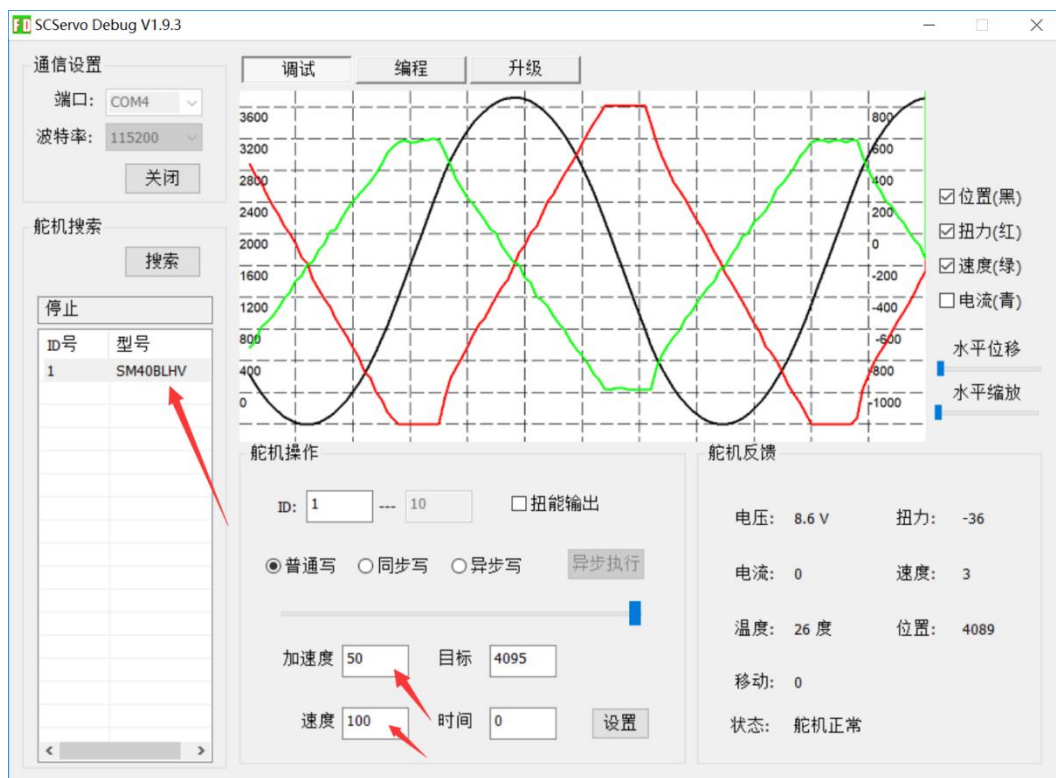 SCServo Debug V1.9.3
通信设置
端口: COM4
波特率: 115200
关闭
舵机搜索
搜索
停止
ID号 型号
1 SM40BLHV
调试 编程 升级
3600
3200
2800
2400
2000
1600
1200
800
400
0
800
600
400
200
0
-200
-400
-600
-800
-1000
位置(黑)
扭力(红)
速度(绿)
电流(青)
水平位移
水平缩放
舵机操作
ID: 1 --- 10 扭能输出
普通写 同步写 异步写 异步执行
加速度 50 目标 4095
速度 100 时间 0 设置
舵机反馈
电压: 8.6 V 扭力: -36
电流: 0 速度: 3
温度: 26 度 位置: 4089
移动: 0
状态: 舵机正常